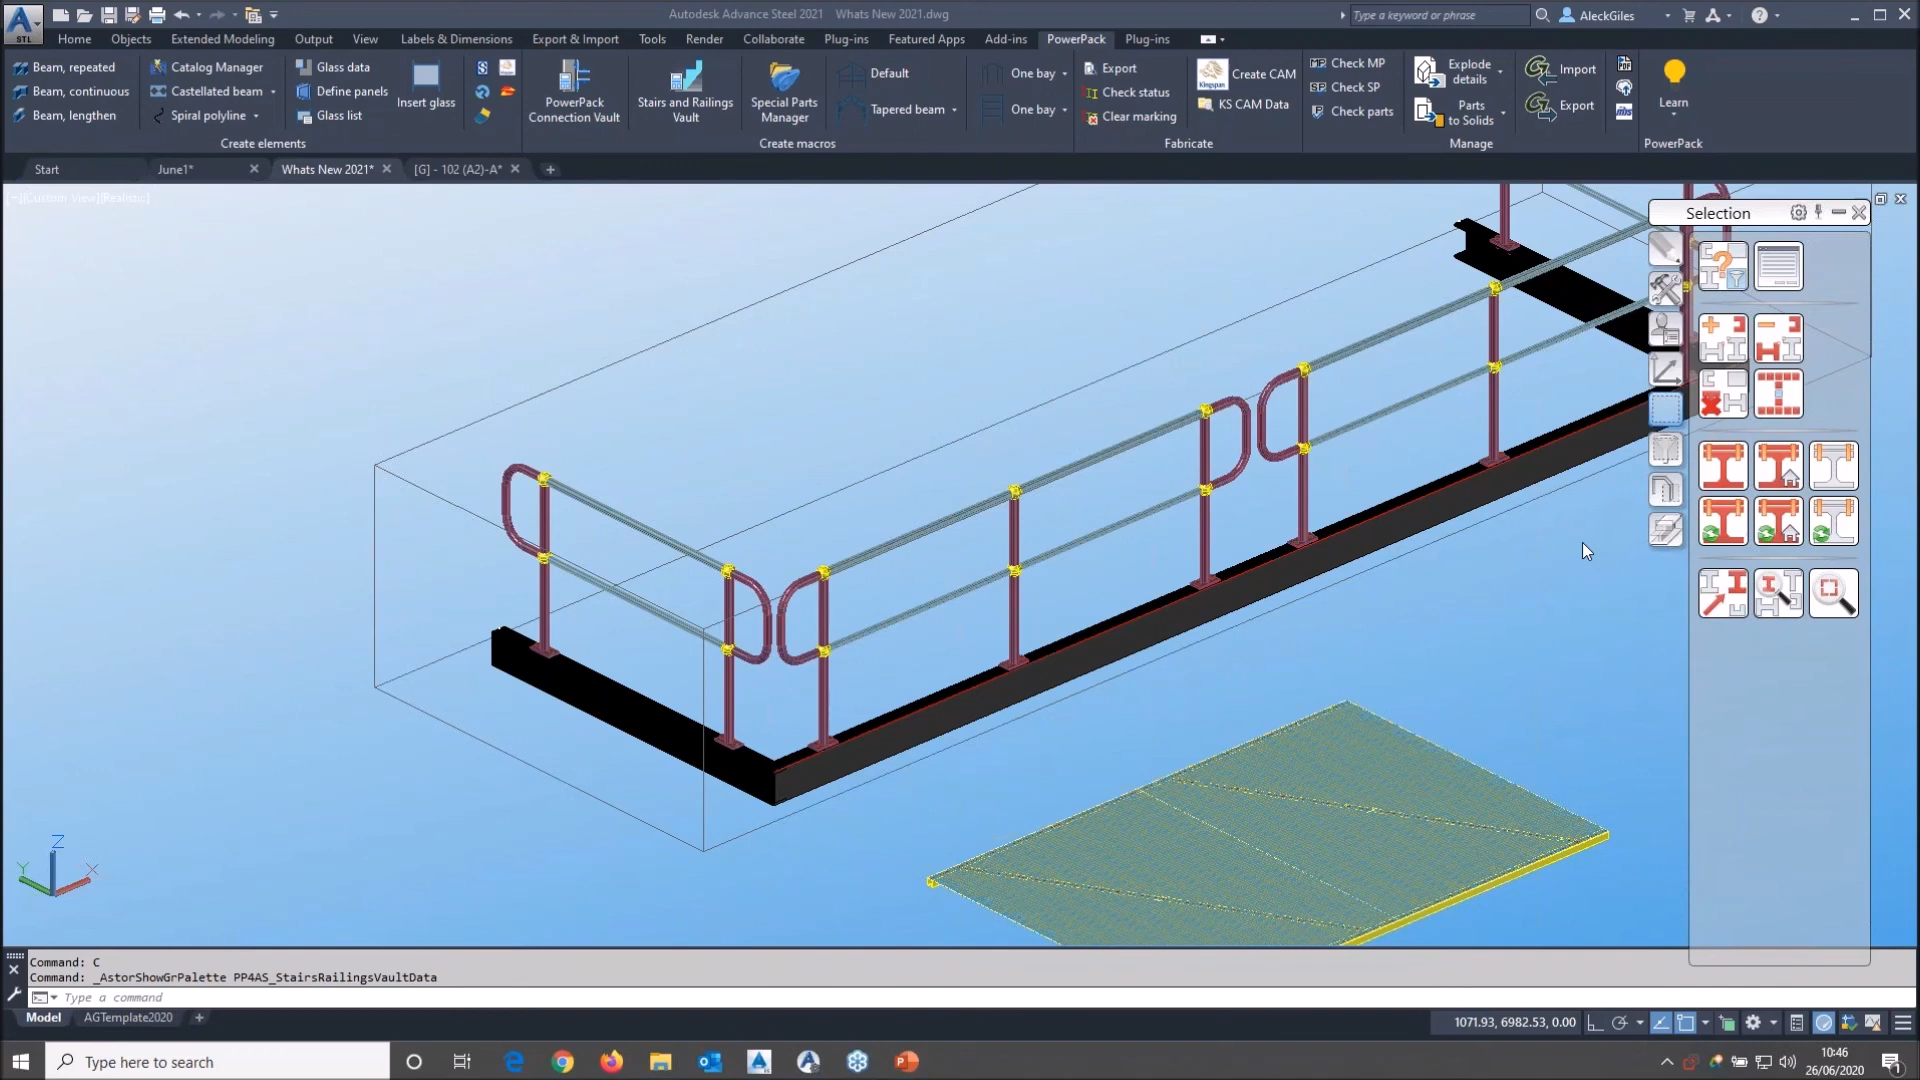 Autodesk Advance Steel 2021 Whats New 2021.dwg
Type a keyword or phrase
AleckGiles
STL
Home Objects Extended Modeling Output View Labels & Dimensions Export & Import Tools Render Collaborate Plug-ins Featured Apps Add-ins PowerPack Plug-ins
Beam, repeated
Beam, continuous
Beam, lengthen
Catalog Manager
Castellated beam
Spiral polyline
Glass data
Define panels
Glass list
Insert glass
Create elements
PowerPack
Connection Vault
Stairs and Railings
Vault
Special Parts
Manager
Default
Tapered beam
One bay
One bay
Create macros
Export
Check status
Clear marking
Kingspan
Create CAM
KS CAM Data
Fabricate
Check MP
Check SP
Check parts
Explode
details
Parts
to Solids
Import
Export
Manage
Learn
PowerPack
Start June1* Whats New 2021* [G] - 102 (A2)-A*
[−][Custom View][Realistic]
Selection
Z
Y
X
Command: C
Command: _AstorShowGrPalette PP4AS_StairsRailingsVaultData
Type a command
Model AGTemplate2020
1071.93, 6982.53, 0.00
Type here to search
10:46
26/06/2020